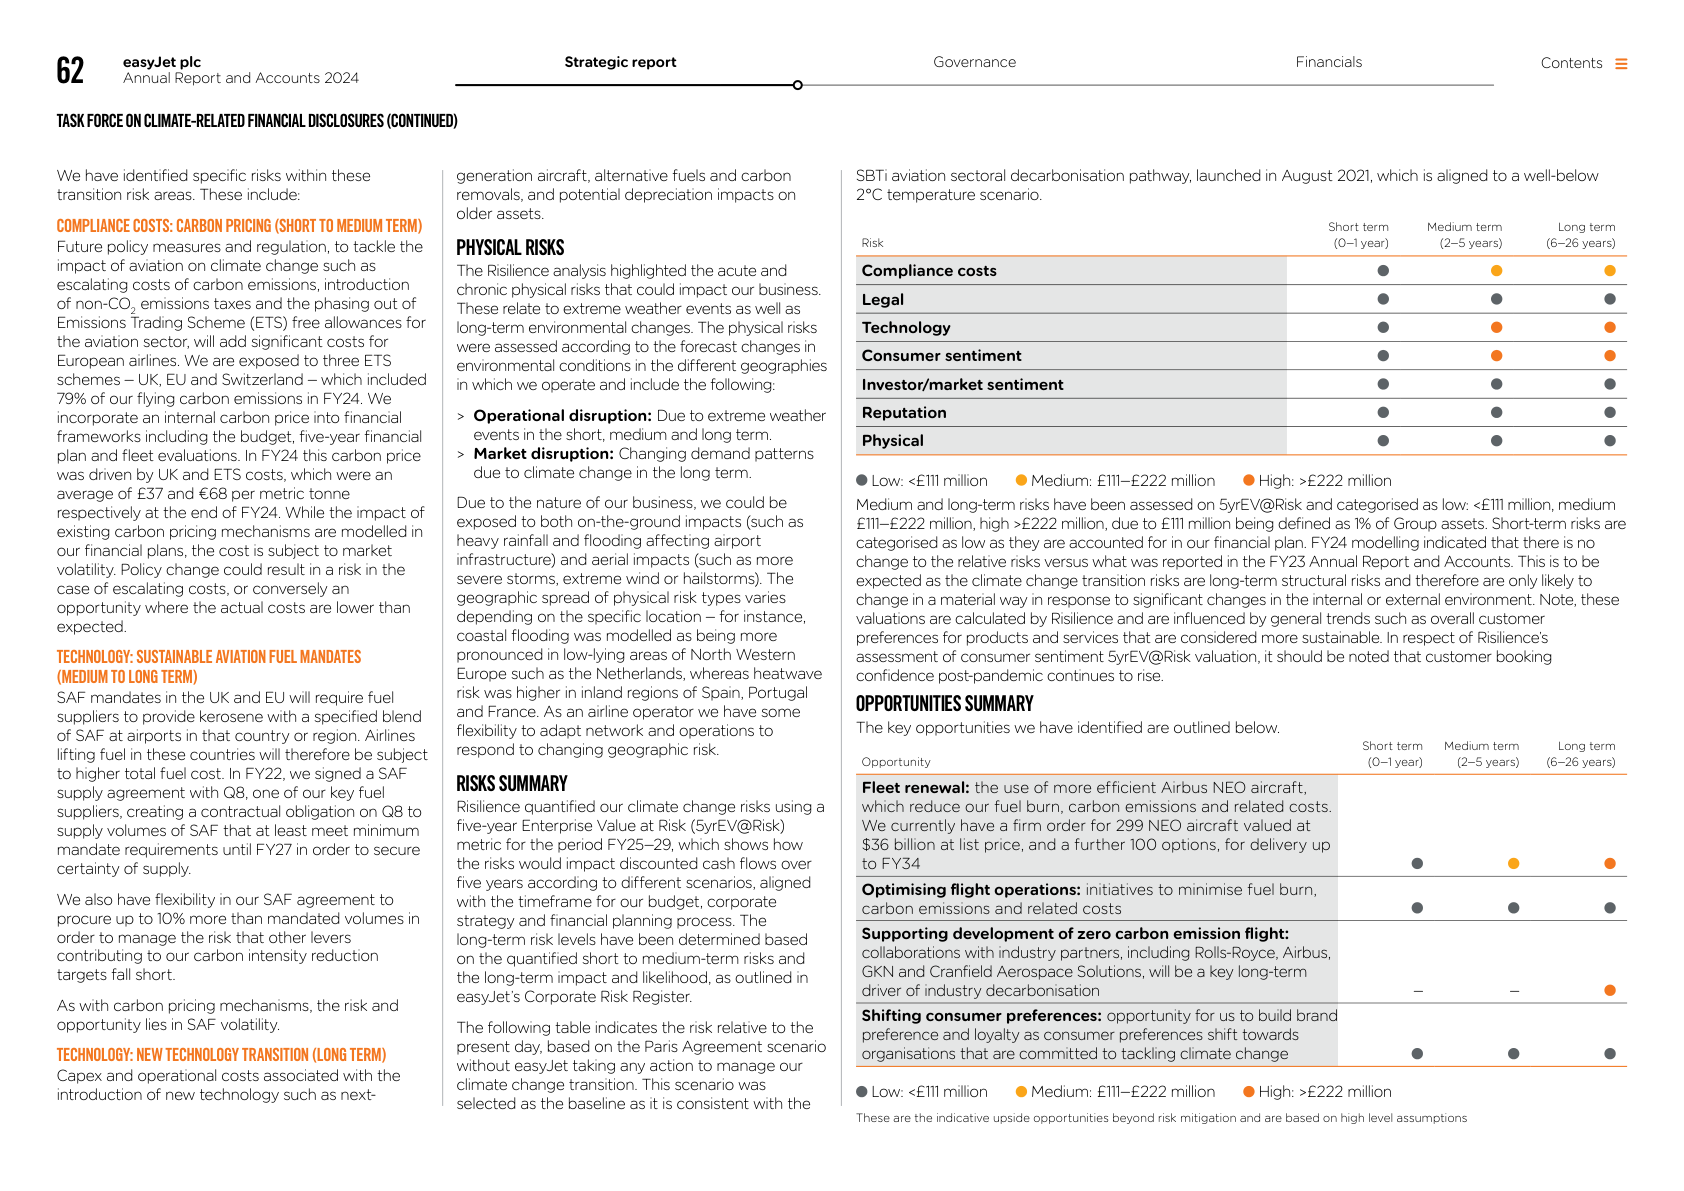 62
easyJet plc
Annual Report and Accounts 2024
Strategic report
Governance
Financials
Contents
TASK FORCE ON CLIMATE-RELATED FINANCIAL DISCLOSURES (CONTINUED)
We have identified specific risks within these
transition risk areas. These include:
COMPLIANCE COSTS: CARBON PRICING (SHORT TO MEDIUM TERM)
Future policy measures and regulation, to tackle the
impact of aviation on climate change such as
escalating costs of carbon emissions, introduction
of non-CO2 emissions taxes and the phasing out of
Emissions Trading Scheme (ETS) free allowances for
the aviation sector, will add significant costs for
European airlines. We are exposed to three ETS
schemes – UK, EU and Switzerland – which included
79% of our flying carbon emissions in FY24. We
incorporate an internal carbon price into financial
frameworks including the budget, five-year financial
plan and fleet evaluations. In FY24 this carbon price
was driven by UK and ETS costs, which were an
average of £37 and €68 per metric tonne
respectively at the end of FY24. While the impact of
existing carbon pricing mechanisms are modelled in
our financial plans, the cost is subject to market
volatility. Policy change could result in a risk in the
case of escalating costs, or conversely an
opportunity where the actual costs are lower than
expected.
TECHNOLOGY: SUSTAINABLE AVIATION FUEL MANDATES
(MEDIUM TO LONG TERM)
SAF mandates in the UK and EU will require fuel
suppliers to provide kerosene with a specified blend
of SAF at airports in that country or region. Airlines
lifting fuel in these countries will therefore be subject
to higher total fuel cost. In FY22, we signed a SAF
supply agreement with Q8, one of our key fuel
suppliers, creating a contractual obligation on Q8 to
supply volumes of SAF that at least meet minimum
mandate requirements until FY27 in order to secure
certainty of supply.
We also have flexibility in our SAF agreement to
procure up to 10% more than mandated volumes in
order to manage the risk that other levers
contributing to our carbon intensity reduction
targets fall short.
As with carbon pricing mechanisms, the risk and
opportunity lies in SAF volatility.
TECHNOLOGY: NEW TECHNOLOGY TRANSITION (LONG TERM)
Capex and operational costs associated with the
introduction of new technology such as next-
generation aircraft, alternative fuels and carbon
removals, and potential depreciation impacts on
older assets.
PHYSICAL RISKS
The Risilience analysis highlighted the acute and
chronic physical risks that could impact our business.
These relate to extreme weather events as well as
long-term environmental changes. The physical risks
were assessed according to the forecast changes in
environmental conditions in the different geographies
in which we operate and include the following:
> Operational disruption: Due to extreme weather
events in the short, medium and long term.
> Market disruption: Changing demand patterns
due to climate change in the long term.
Due to the nature of our business, we could be
exposed to both on-the-ground impacts (such as
heavy rainfall and flooding affecting airport
infrastructure) and aerial impacts (such as more
severe storms, extreme wind or hailstorms). The
geographic spread of physical risk types varies
depending on the specific location – for instance,
coastal flooding was modelled as being more
pronounced in low-lying areas of North Western
Europe such as the Netherlands, whereas heatwave
risk was higher in inland regions of Spain, Portugal
and France. As an airline operator we have some
flexibility to adapt network and operations to
respond to changing geographic risk.
RISKS SUMMARY
Risilience quantified our climate change risks using a
five-year Enterprise Value at Risk (5yrEV@Risk)
metric for the period FY25–29, which shows how
the risks would impact discounted cash flows over
five years according to different scenarios, aligned
with the timeframe for our budget, corporate
strategy and financial planning process. The
long-term risk levels have been determined based
on the quantified short to medium-term risks and
the long-term impact and likelihood, as outlined in
easyJet's Corporate Risk Register.
The following table indicates the risk relative to the
present day, based on the Paris Agreement scenario
without easyJet taking any action to manage our
climate change transition. This scenario was
selected as the baseline as it is consistent with the
SBTi aviation sectoral decarbonisation pathway, launched in August 2021, which is aligned to a well-below
2°C temperature scenario.
Risk
Short term (0–1 year)
Medium term (2–5 years)
Long term (6–26 years)
Compliance costs
Legal
Technology
Consumer sentiment
Investor/market sentiment
Reputation
Physical
Low: <£111 million Medium: £111–£222 million High: >£222 million
Medium and long-term risks have been assessed on 5yrEV@Risk and categorised as low: <£111 million, medium
£111–£222 million, high >£222 million, due to £111 million being defined as 1% of Group assets. Short-term risks are
categorised as low as they are accounted for in our financial plan. FY24 modelling indicated that there is no
change to the relative risks versus what was reported in the FY23 Annual Report and Accounts. This is to be
expected as the climate change transition risks are long-term structural risks and therefore are only likely to
change in a material way in response to significant changes in the internal or external environment. Note, these
valuations are calculated by Risilience and are influenced by general trends such as overall customer
preferences for products and services that are considered more sustainable. In respect of Risilience's
assessment of consumer sentiment 5yrEV@Risk valuation, it should be noted that customer booking
confidence post-pandemic continues to rise.
OPPORTUNITIES SUMMARY
The key opportunities we have identified are outlined below.
Opportunity
Short term (0–1 year)
Medium term (2–5 years)
Long term (6–26 years)
Fleet renewal: the use of more efficient Airbus NEO aircraft,
which reduce our fuel burn, carbon emissions and related costs.
We currently have a firm order for 299 NEO aircraft valued at
$36 billion at list price, and a further 100 options, for delivery up
to FY34
Optimising flight operations: initiatives to minimise fuel burn,
carbon emissions and related costs
Supporting development of zero carbon emission flight:
collaborations with industry partners, including Rolls-Royce, Airbus,
GKN and Cranfield Aerospace Solutions, will be a key long-term
driver of industry decarbonisation – –
Shifting consumer preferences: opportunity for us to build brand
preference and loyalty as consumer preferences shift towards
organisations that are committed to tackling climate change
Low: <£111 million Medium: £111–£222 million High: >£222 million
These are the indicative upside opportunities beyond risk mitigation and are based on high level assumptions